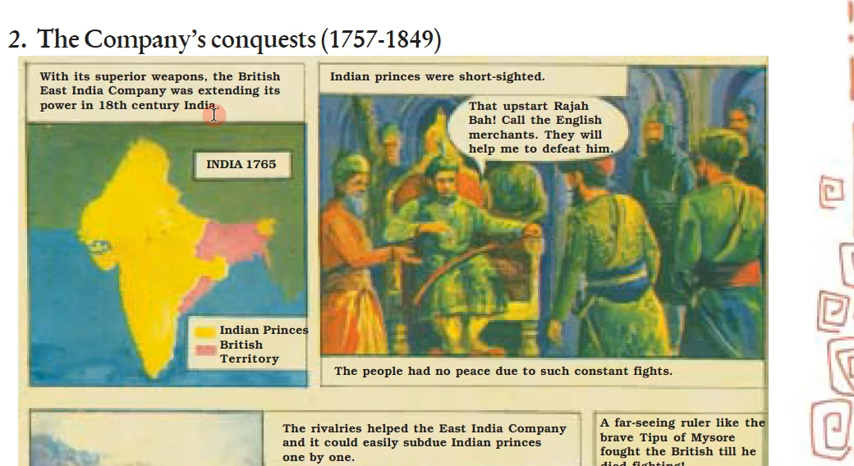 2. The Company's conquests (1757-1849)
With its superior weapons, the British
East India Company was extending its
power in 18th century India.
INDIA 1765
Indian Princes
British
Territory
Indian princes were short-sighted.
That upstart Rajah
Bah! Call the English
merchants. They will
help me to defeat him.
The people had no peace due to such constant fights.
The rivalries helped the East India Company
and it could easily subdue Indian princes
one by one.
A far-seeing ruler like the
brave Tipu of Mysore
fought the British till he
died fighting!